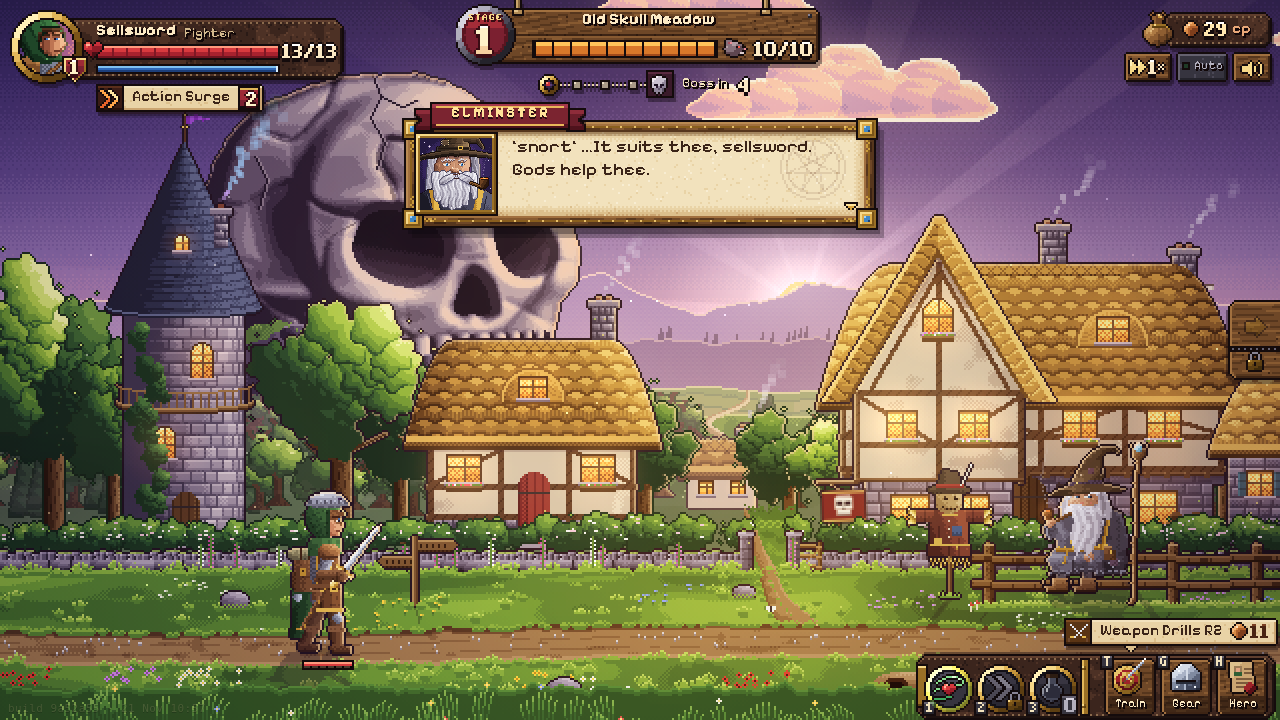 Sellsword Fighter
13/13
1
Action Surge 2
STAGE
1
Old Skull Meadow
10/10
Boss in 4
29 cp
1x
Auto
ELMINSTER
'snort' ...It suits thee, sellsword.
Gods help thee.
Weapon Drills R2 11
1
2
3
0
T
Train
G
Gear
H
Hero